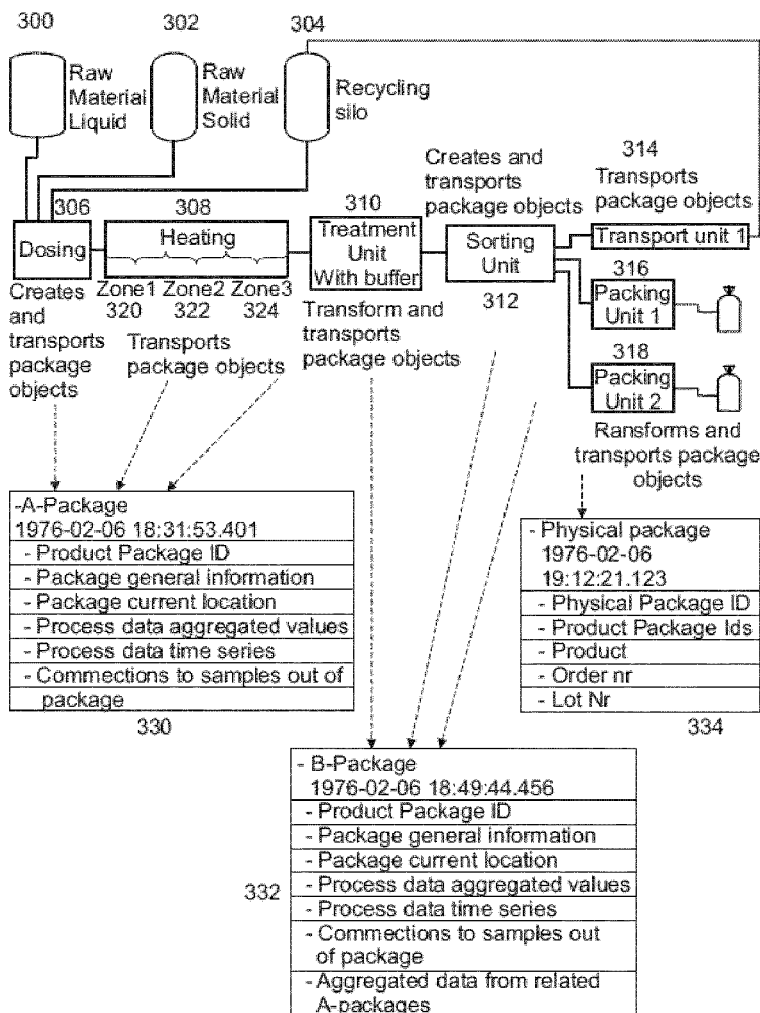 300
302
304
Raw
Material
Liquid
Raw
Material
Solid
Recycling
silo
306
308
310
Creates and
transports
package objects
314
Transports
package objects
Dosing
Heating
Treatment
Unit
With buffer
Sorting
Unit
Transport unit 1
Zone1 Zone2 Zone3
320 322 324
312
316
Packing
Unit 1
318
Packing
Unit 2
Creates
and
transports
package
objects
Transports
package objects
Transform and
transports
package objects
Ransforms and
transports package
objects
-A-Package
1976-02-06 18:31:53.401
- Product Package ID
- Package general information
- Package current location
- Process data aggregated values
- Process data time series
- Commections to samples out of
package
330
- Physical package
1976-02-06
19:12:21.123
- Physical Package ID
- Product Package Ids
- Product
- Order nr
- Lot Nr
334
- B-Package
1976-02-06 18:49:44.456
- Product Package ID
- Package general information
- Package current location
- Process data aggregated values
- Process data time series
- Commections to samples out
of package
- Aggregated data from related
A-packages
332